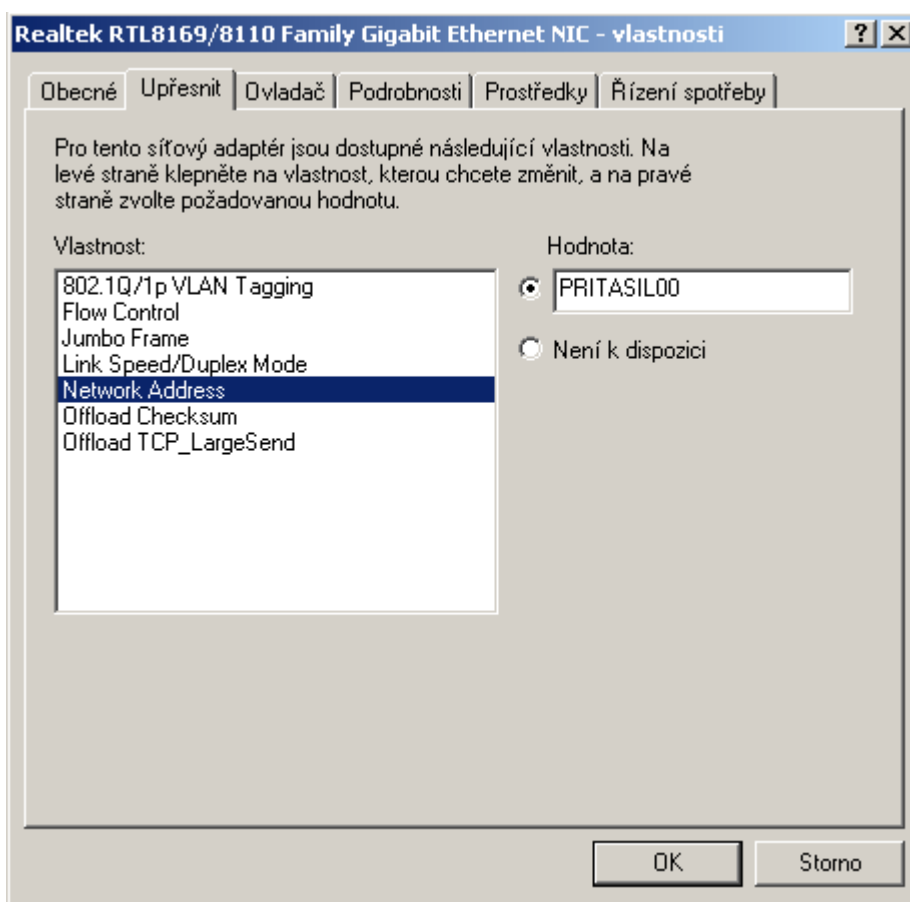 Realtek RTL8169/8110 Family Gigabit Ethernet NIC - vlastnosti
Obecné Upřesnit Ovladač Podrobnosti Prostředky Řízení spotřeby
Pro tento síťový adaptér jsou dostupné následující vlastnosti. Na
levé straně klepněte na vlastnost, kterou chcete změnit, a na pravé
straně zvolte požadovanou hodnotu.
Vlastnost:
802.1Q/1p VLAN Tagging
Flow Control
Jumbo Frame
Link Speed/Duplex Mode
Network Address
Offload Checksum
Offload TCP_LargeSend
Hodnota:
PRITASIL00
Není k dispozici
OK Storno